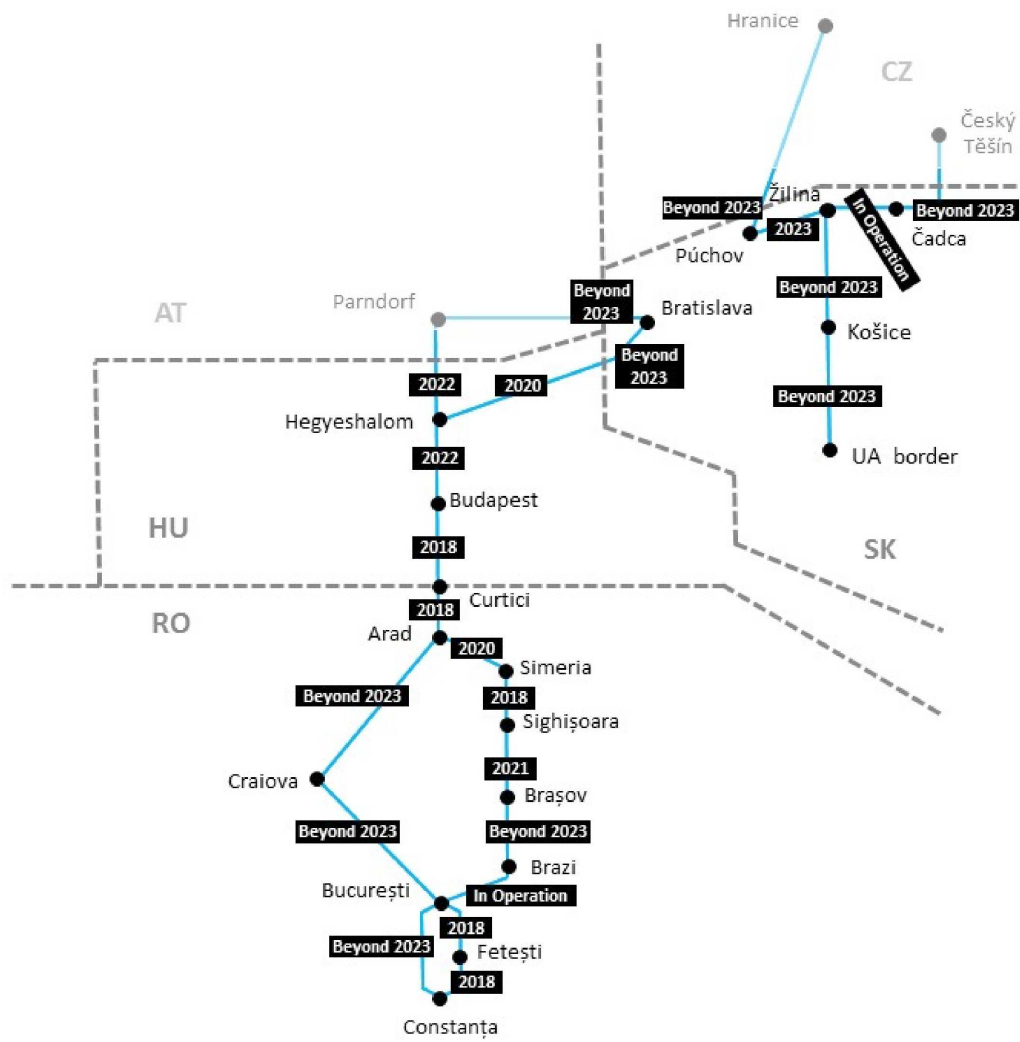 Hranice
CZ
Český
Těšín
Žilina
Beyond 2023
In Operation
Beyond 2023
2023
Čadca
Púchov
Beyond 2023
Beyond
2023
Parndorf
Bratislava
AT
Košice
Beyond
2023
2022
2020
Beyond 2023
Hegyeshalom
2022
UA border
Budapest
HU
2018
SK
Curtici
2018
RO
Arad
2020
Simeria
Beyond 2023
2018
Sighișoara
2021
Craiova
Brașov
Beyond 2023
Beyond 2023
Brazi
București
In Operation
2018
Beyond 2023
Fetești
2018
Constanța